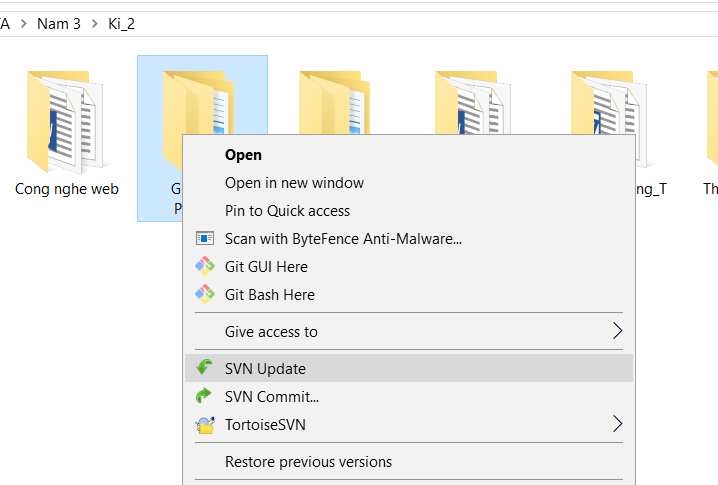 A > Nam 3 > Ki_2
Cong nghe web
G
P
ng_T
Th
Open
Open in new window
Pin to Quick access
Scan with ByteFence Anti-Malware...
Git GUI Here
Git Bash Here
Give access to
SVN Update
SVN Commit...
TortoiseSVN
Restore previous versions